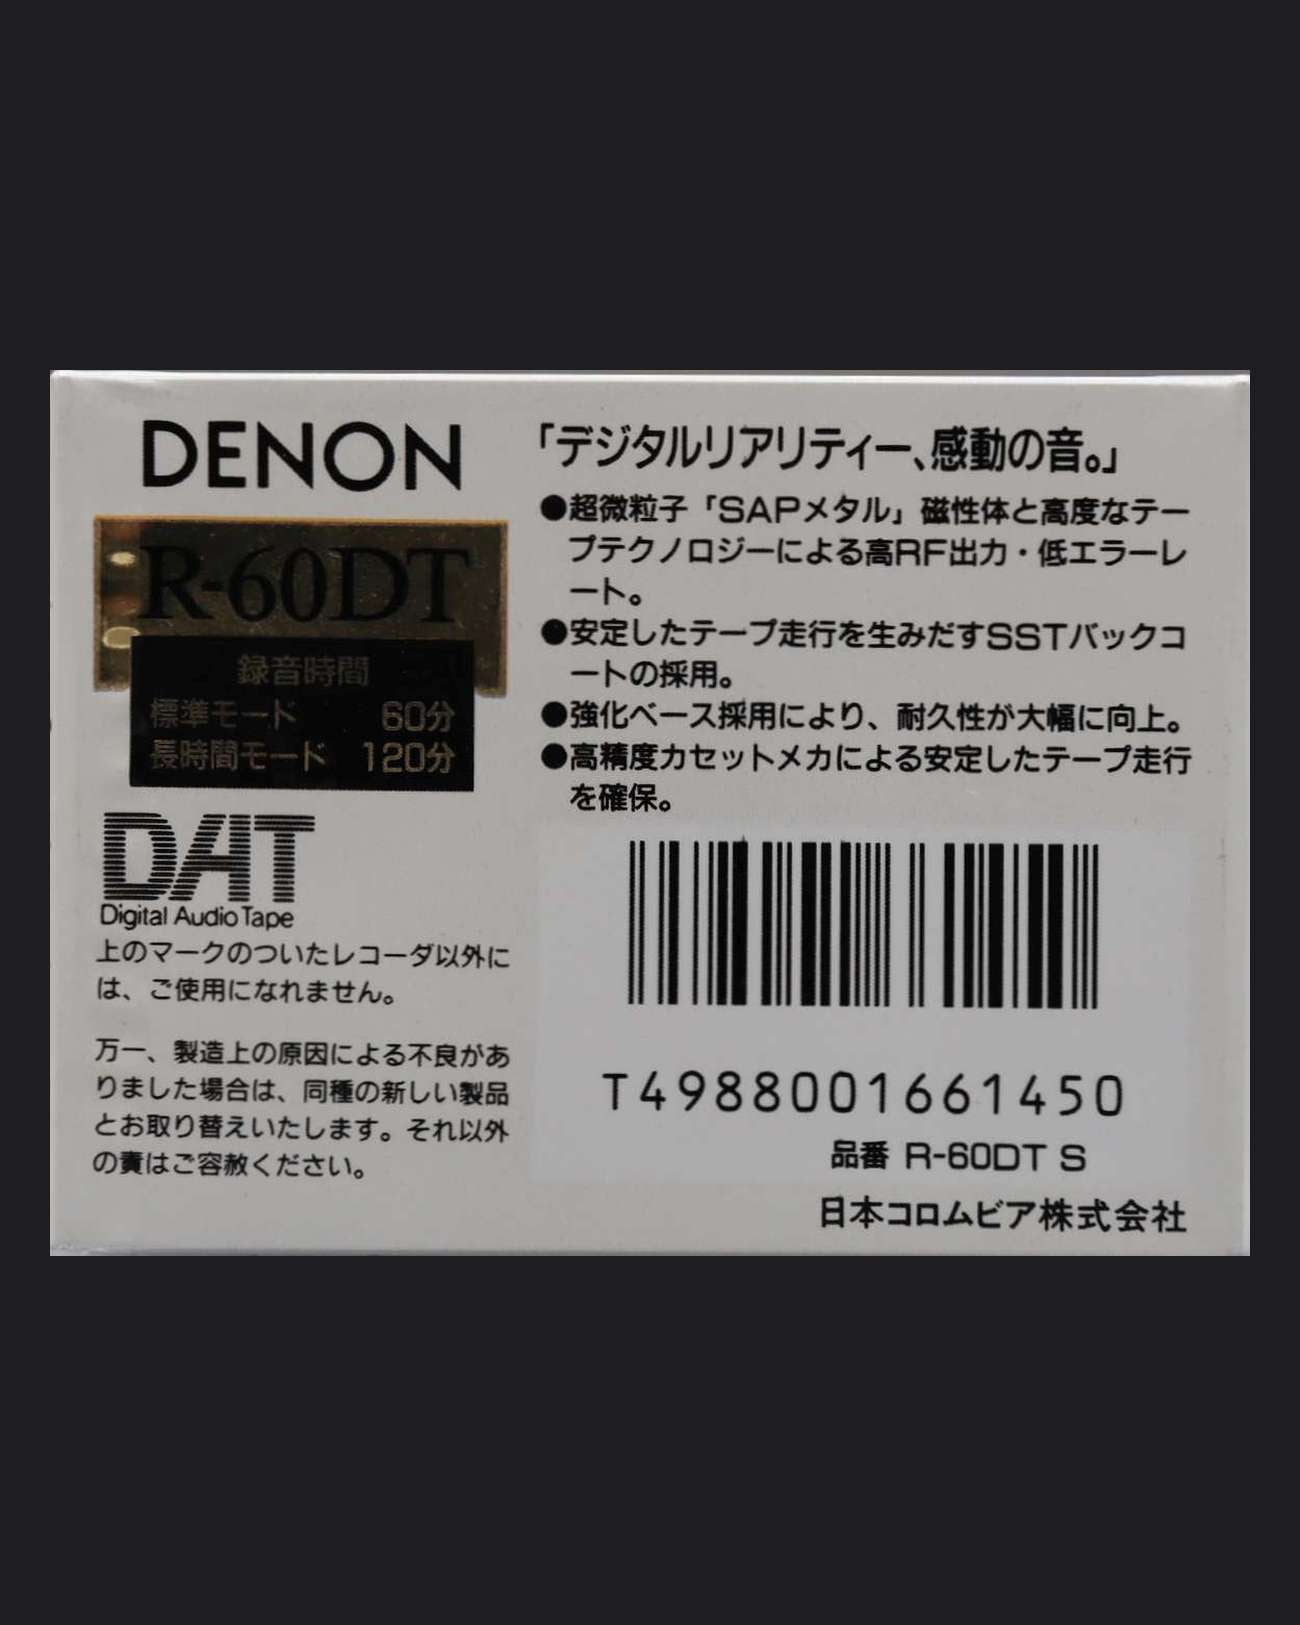 DENON
R-60DT
録音時間
標準モード 60分
長時間モード 120分
DAT
Digital Audio Tape
上のマークのついたレコーダ以外に
は、ご使用になれません。
万一、製造上の原因による不良があ
りました場合は、同種の新しい製品
とお取り替えいたします。それ以外
の責はご容赦ください。
「デジタルリアリティー、感動の音。」
●超微粒子「SAPメタル」磁性体と高度なテー
プテクノロジーによる高RF出力・低エラーレ
ート。
●安定したテープ走行を生みだすSSTバックコ
ートの採用。
●強化ベース採用により、耐久性が大幅に向上。
●高精度カセットメカによる安定したテープ走行
を確保。
T4988001661450
品番 R-60DT S
日本コロムビア株式会社